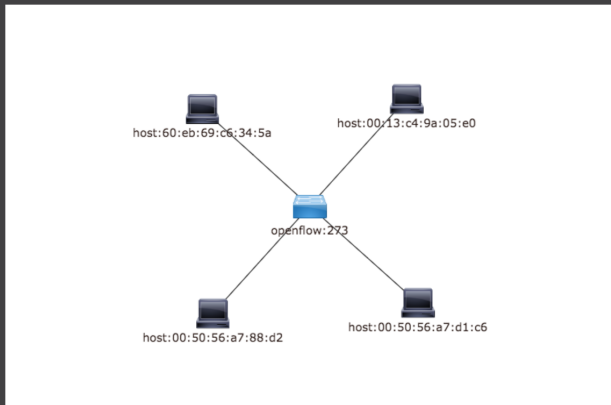 host:60:eb:69:c6:34:5a
host:00:13:c4:9a:05:e0
openflow:273
host:00:50:56:a7:88:d2
host:00:50:56:a7:d1:c6